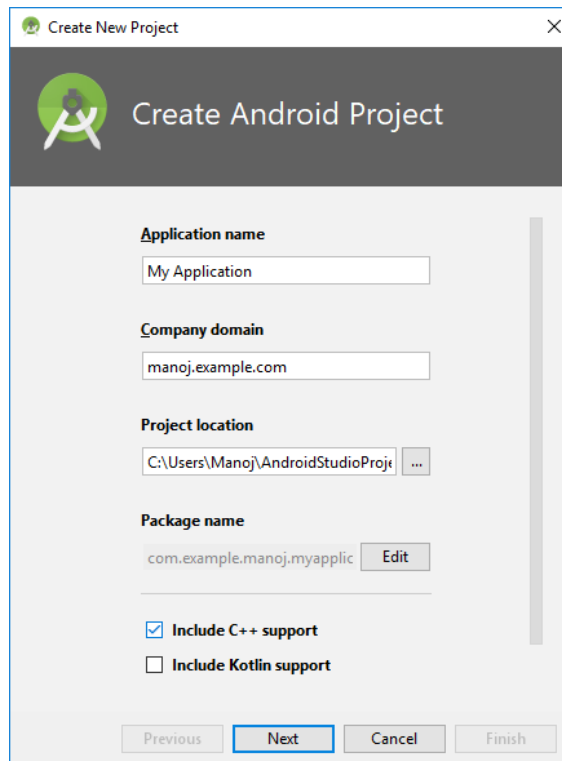 Create New Project
Create Android Project
Application name
My Application
Company domain
manoj.example.com
Project location
C:\Users\Manoj\AndroidStudioProje
...
Package name
com.example.manoj.myapplic
Edit
Include C++ support
Include Kotlin support
Previous Next Cancel Finish